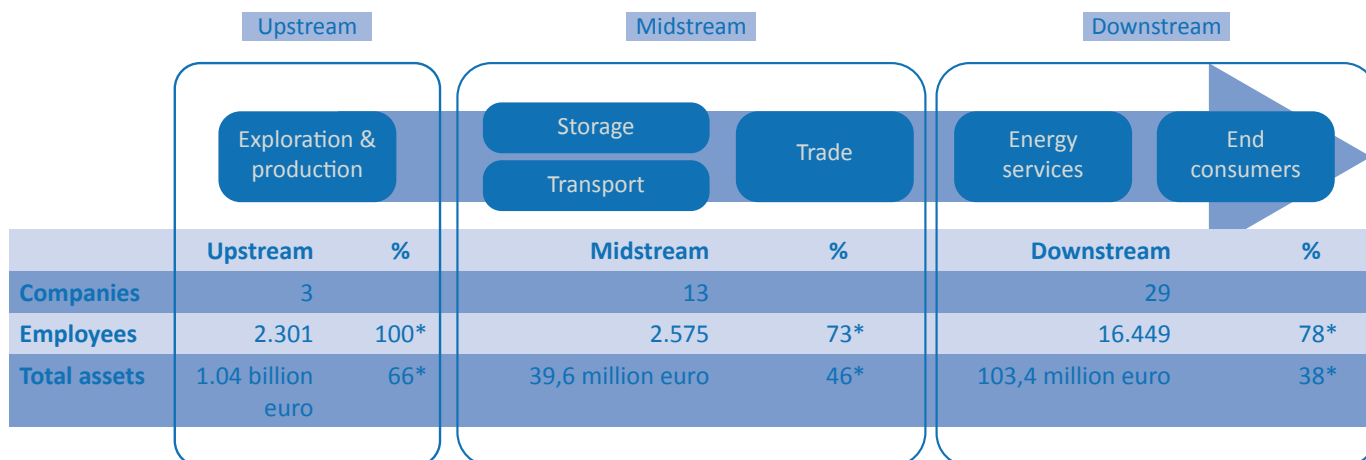 Upstream
Midstream
Downstream
Exploration &
production
Storage
Transport
Trade
Energy
services
End
consumers
Upstream % Midstream % Downstream %
Companies 3 13 29
Employees 2.301 100* 2.575 73* 16.449 78*
Total assets 1.04 billion 66* 39,6 million euro 46* 103,4 million euro 38*
euro